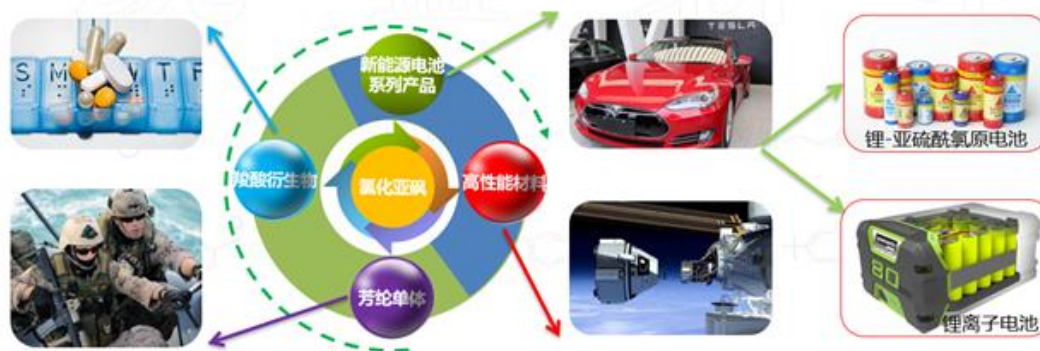 S M W T F
新能源电池
系列产品
TESLA
羧酸衍生物
氯化亚砜
高性能材料
锂-亚硫酰氯原电池
芳纶单体
80
锂离子电池